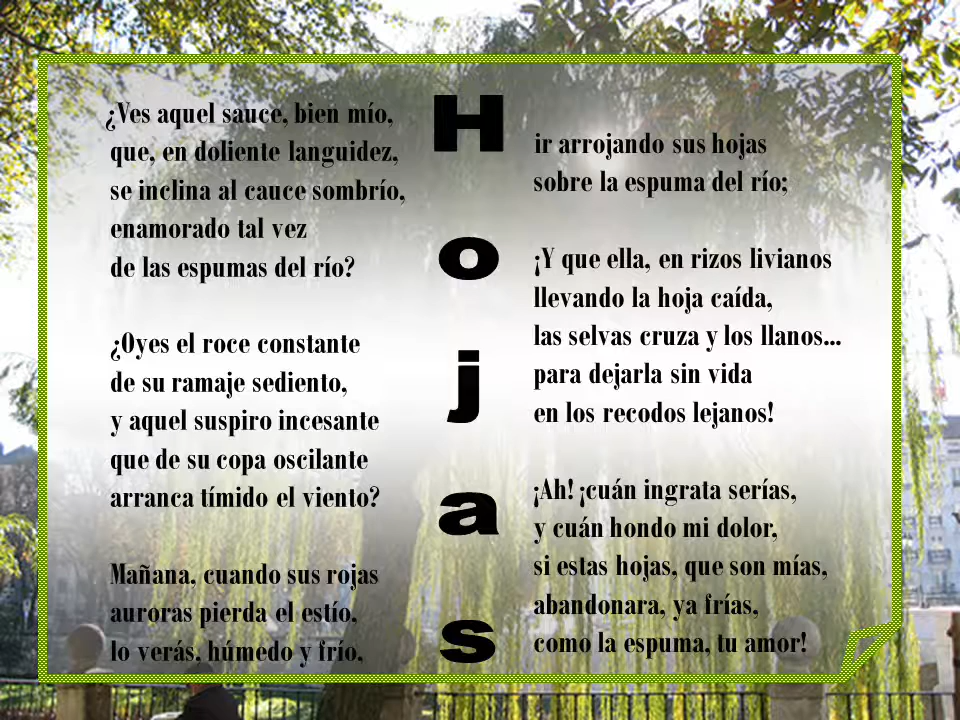 ¿Ves aquel sauce, bien mío,
que, en doliente languidez,
se inclina al cauce sombrío,
enamorado tal vez
de las espumas del río?
¿Oyes el roce constante
de su ramaje sediento,
y aquel suspiro incesante
que de su copa oscilante
arranca tímido el viento?
Mañana, cuando sus rojas
auroras pierda el estío,
lo verás, húmedo y frío,
Hojas
ir arrojando sus hojas
sobre la espuma del río;
¡Y que ella, en rizos livianos
llevando la hoja caída,
las selvas cruza y los llanos...
para dejarla sin vida
en los recodos lejanos!
¡Ah! ¡cuán ingrata serías,
y cuán hondo mi dolor,
si estas hojas, que son mías,
abandonara, ya frías,
como la espuma, tu amor!